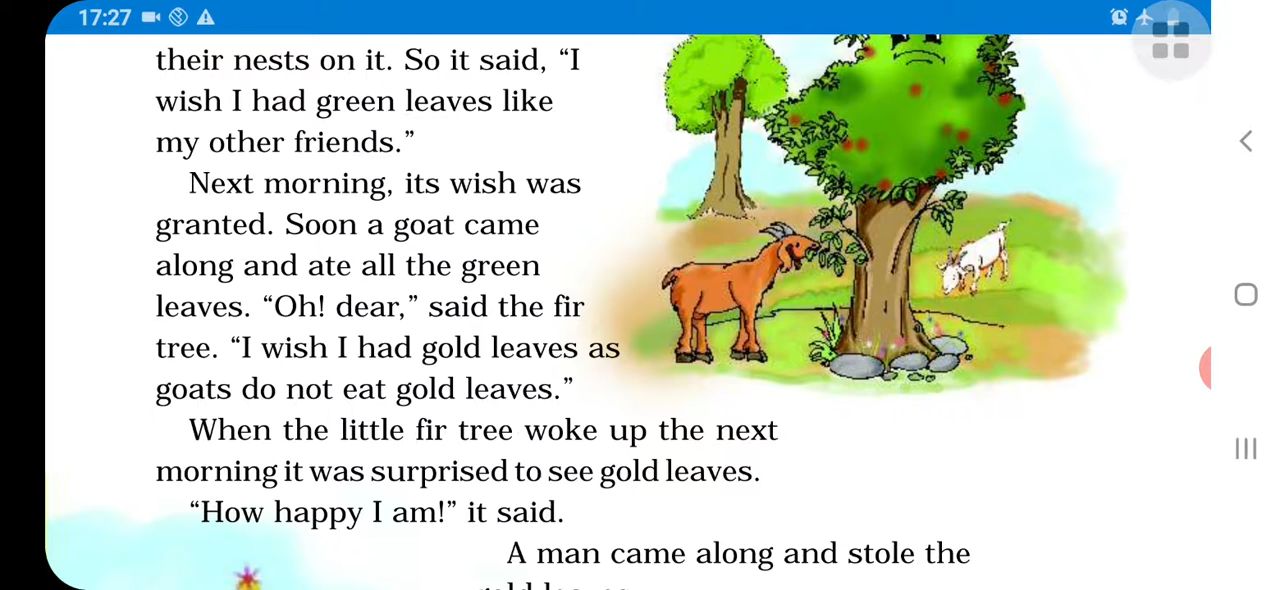 17:27
their nests on it. So it said, “I
wish I had green leaves like
my other friends.”
Next morning, its wish was
granted. Soon a goat came
along and ate all the green
leaves. “Oh! dear,” said the fir
tree. “I wish I had gold leaves as
goats do not eat gold leaves.”
When the little fir tree woke up the next
morning it was surprised to see gold leaves.
“How happy I am!” it said.
A man came along and stole the